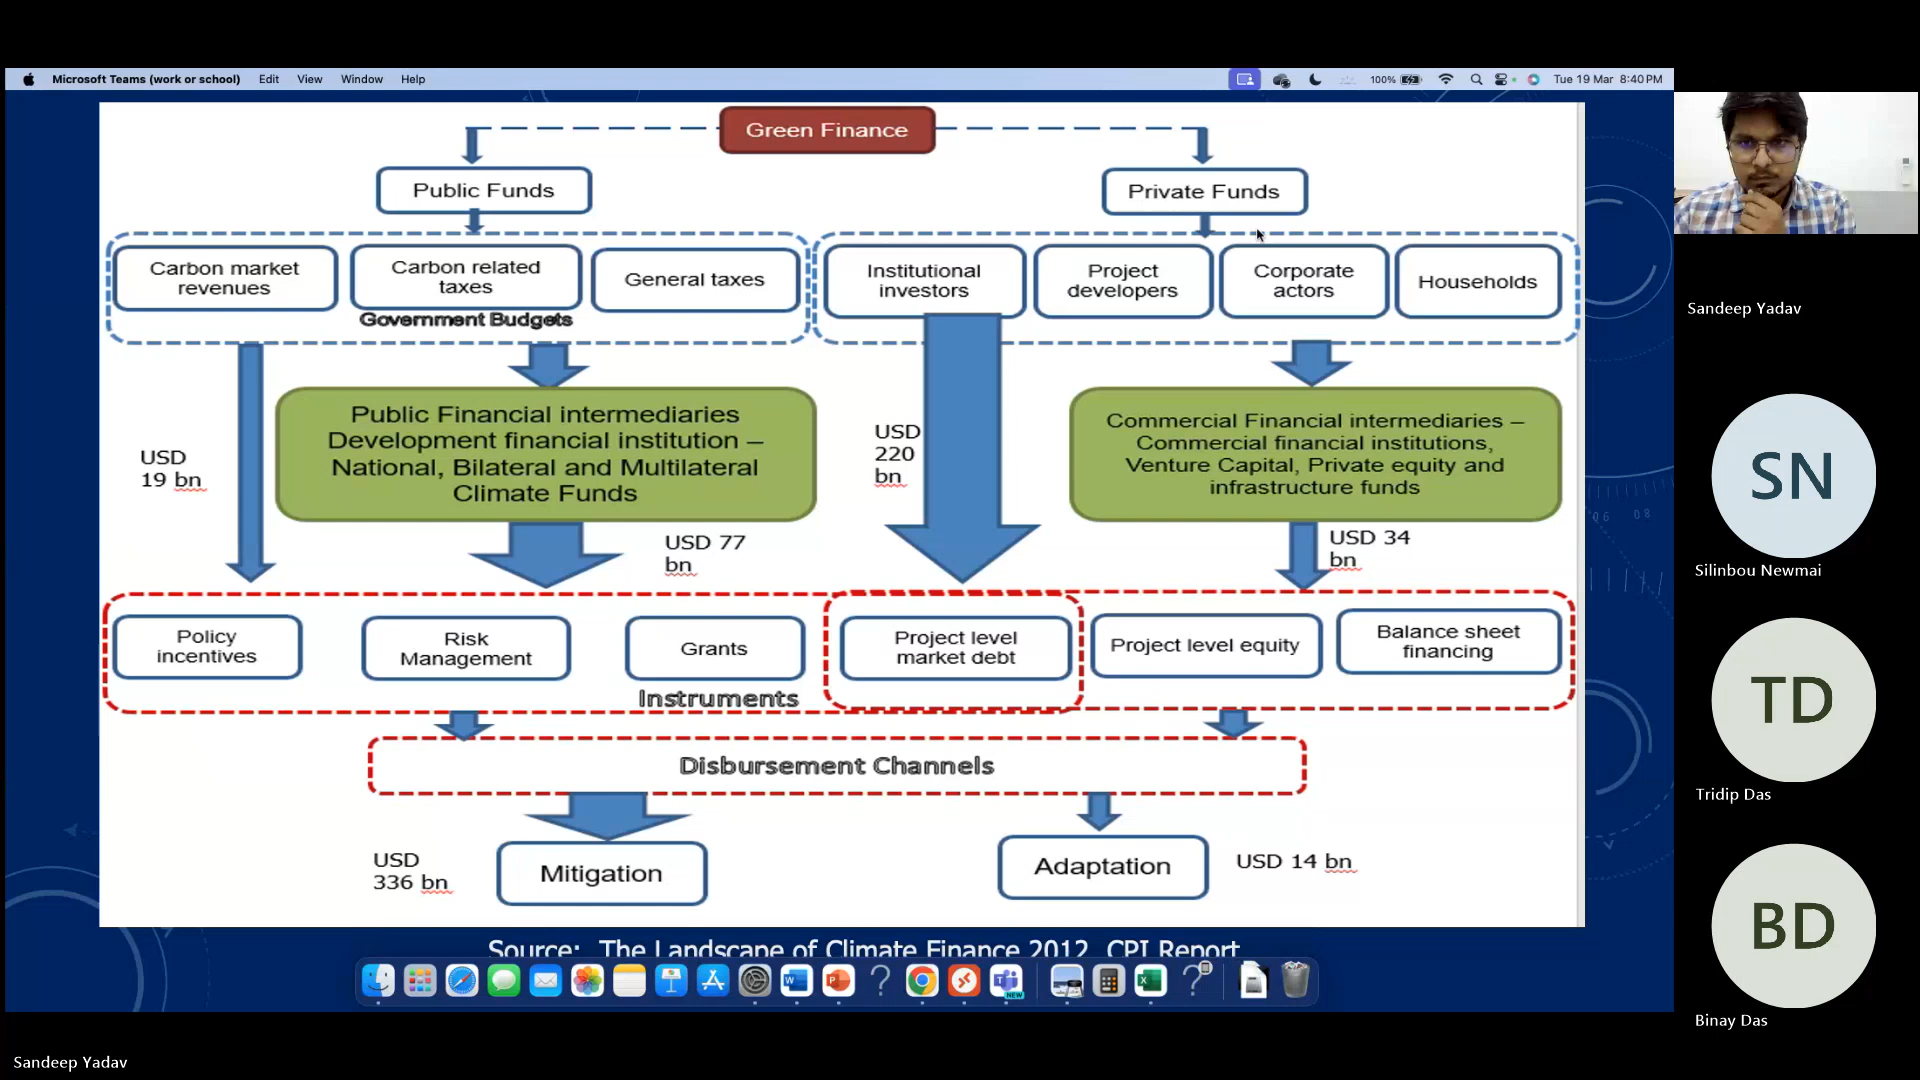 Microsoft Teams (work or school) Edit View Window Help
100% Tue 19 Mar 8:40 PM
Green Finance
Public Funds
Private Funds
Carbon market
revenues
Carbon related
taxes
General taxes
Government Budgets
Institutional
investors
Project
developers
Corporate
actors
Households
USD
19 bn
Public Financial intermediaries
Development financial institution –
National, Bilateral and Multilateral
Climate Funds
USD
220
bn
Commercial Financial intermediaries –
Commercial financial institutions,
Venture Capital, Private equity and
infrastructure funds
USD 77
bn
USD 34
bn
Policy
incentives
Risk
Management
Grants
Project level
market debt
Project level equity
Balance sheet
financing
Instruments
Disbursement Channels
USD
336 bn
Mitigation
Adaptation
USD 14 bn
Source: The Landscape of Climate Finance 2012 CPI Report
NEW
Sandeep Yadav
SN
Silinbou Newmai
TD
Tridip Das
BD
Binay Das
Sandeep Yadav